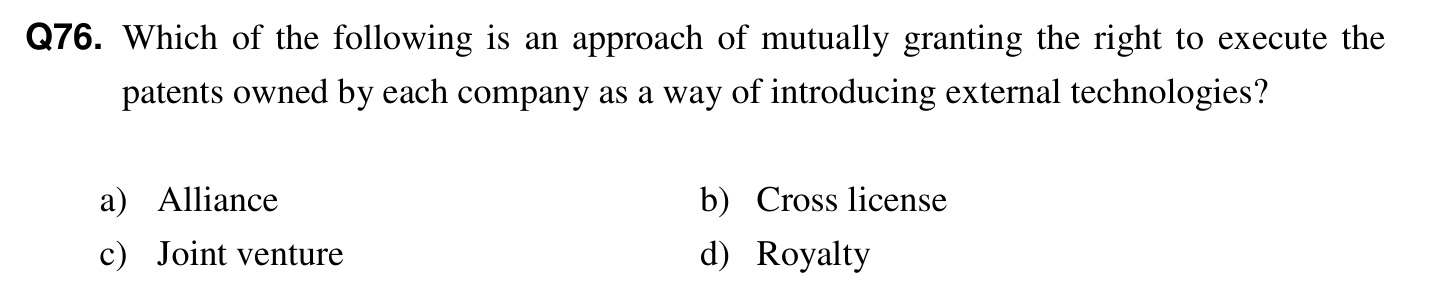 Q76. Which of the following is an approach of mutually granting the right to execute the
patents owned by each company as a way of introducing external technologies?
a) Alliance b) Cross license
c) Joint venture d) Royalty